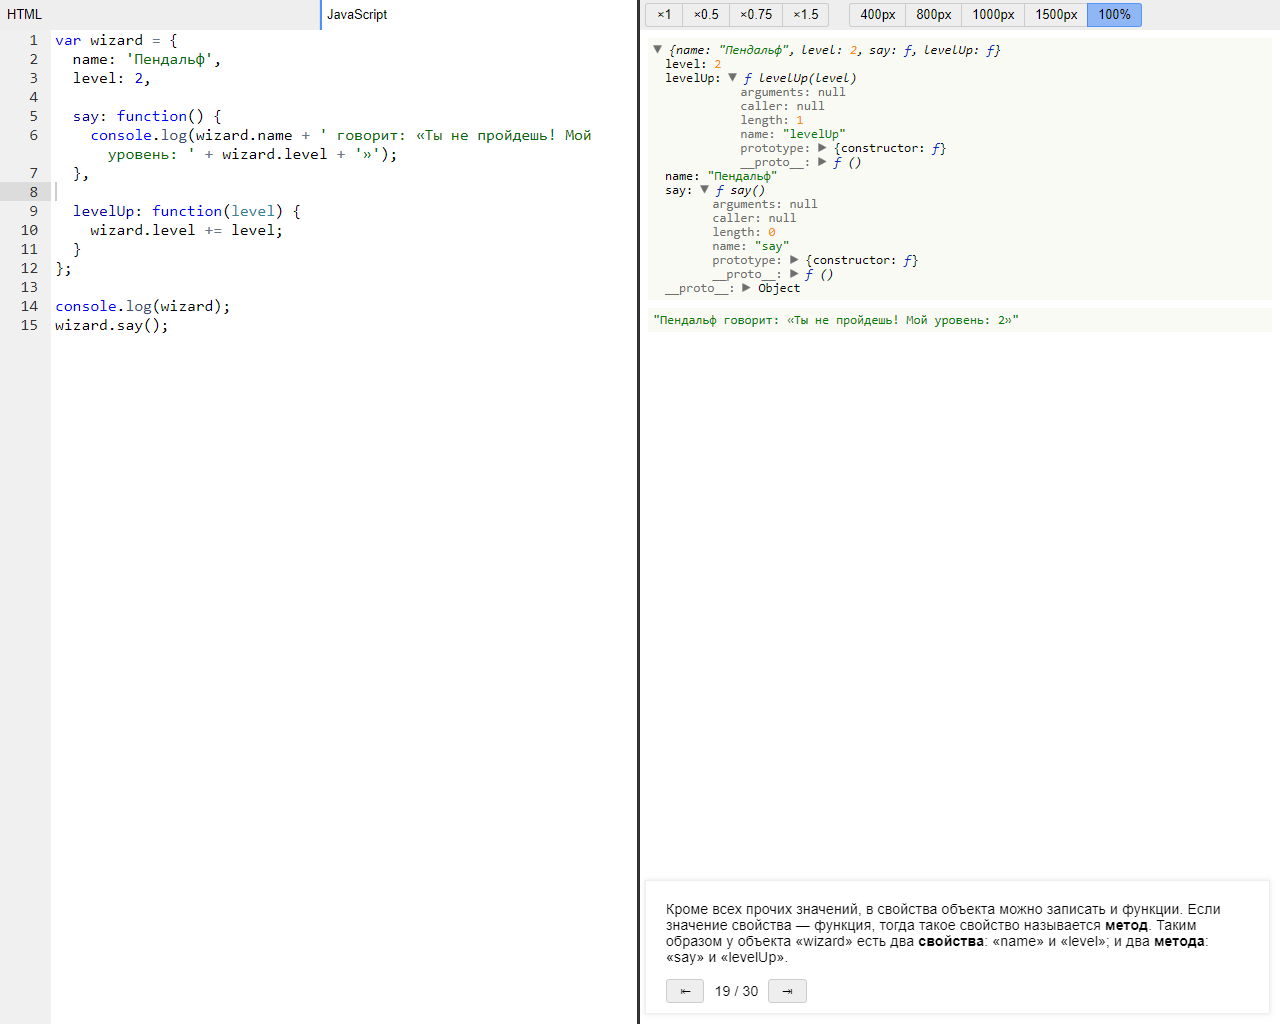 HTML
JavaScript
1 var wizard = {
2 name: 'Пендальф',
3 level: 2,
4
5 say: function() {
6 console.log(wizard.name + ' говорит: «Ты не пройдешь! Мой
уровень: ' + wizard.level + '»');
7 },
8
9 levelUp: function(level) {
10 wizard.level += level;
11 }
12 };
13
14 console.log(wizard);
15 wizard.say();
×1 ×0.5 ×0.75 ×1.5 400px 800px 1000px 1500px 100%
▼ {name: "Пендальф", level: 2, say: ƒ, levelUp: ƒ}
level: 2
levelUp: ▼ ƒ levelUp(level)
arguments: null
caller: null
length: 1
name: "levelUp"
prototype: ▶ {constructor: ƒ}
__proto__: ▶ ƒ ()
name: "Пендальф"
say: ▼ ƒ say()
arguments: null
caller: null
length: 0
name: "say"
prototype: ▶ {constructor: ƒ}
__proto__: ▶ ƒ ()
__proto__: ▶ Object
"Пендальф говорит: «Ты не пройдешь! Мой уровень: 2»"
Кроме всех прочих значений, в свойства объекта можно записать и функции. Если
значение свойства — функция, тогда такое свойство называется метод. Таким
образом у объекта «wizard» есть два свойства: «name» и «level»; и два метода:
«say» и «levelUp».
⇤ 19 / 30 ⇥